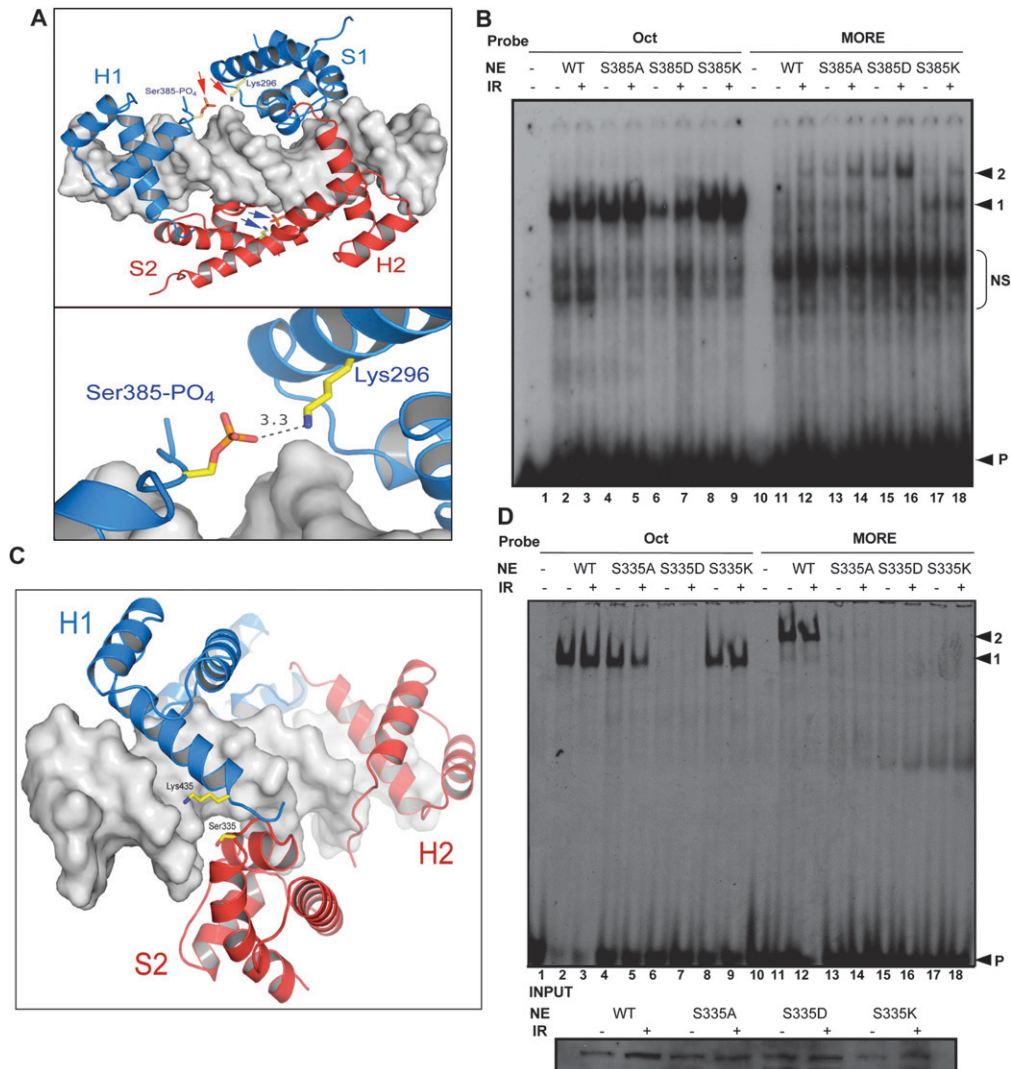 A
H1
S1
Ser385-PO4
Lys296
S2
H2
Ser385-PO4
Lys296
3.3
B
Probe Oct MORE
NE - WT S385A S385D S385K - WT S385A S385D S385K
IR - - + - + - + - + - - + - + - + - +
2
1
NS
P
1 2 3 4 5 6 7 8 9 10 11 12 13 14 15 16 17 18
C
H1
Lys435
Ser335
H2
S2
D
Probe Oct MORE
NE - WT S335A S335D S335K - WT S335A S335D S335K
IR - - + - + - + - + - - + - + - + - +
2
1
P
1 2 3 4 5 6 7 8 9 10 11 12 13 14 15 16 17 18
INPUT
NE WT S335A S335D S335K
IR - + - + - + - +